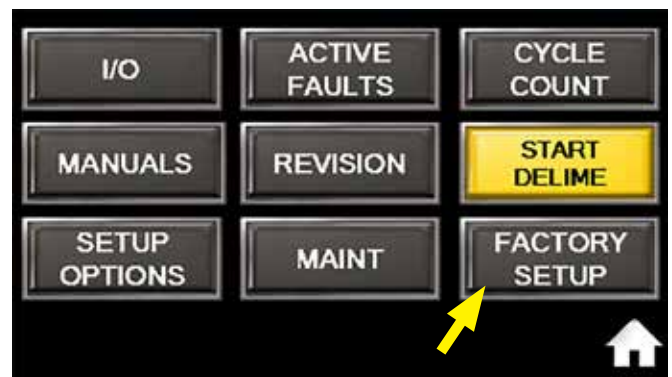 I/O
ACTIVE
FAULTS
CYCLE
COUNT
MANUALS
REVISION
START
DELIME
SETUP
OPTIONS
MAINT
FACTORY
SETUP